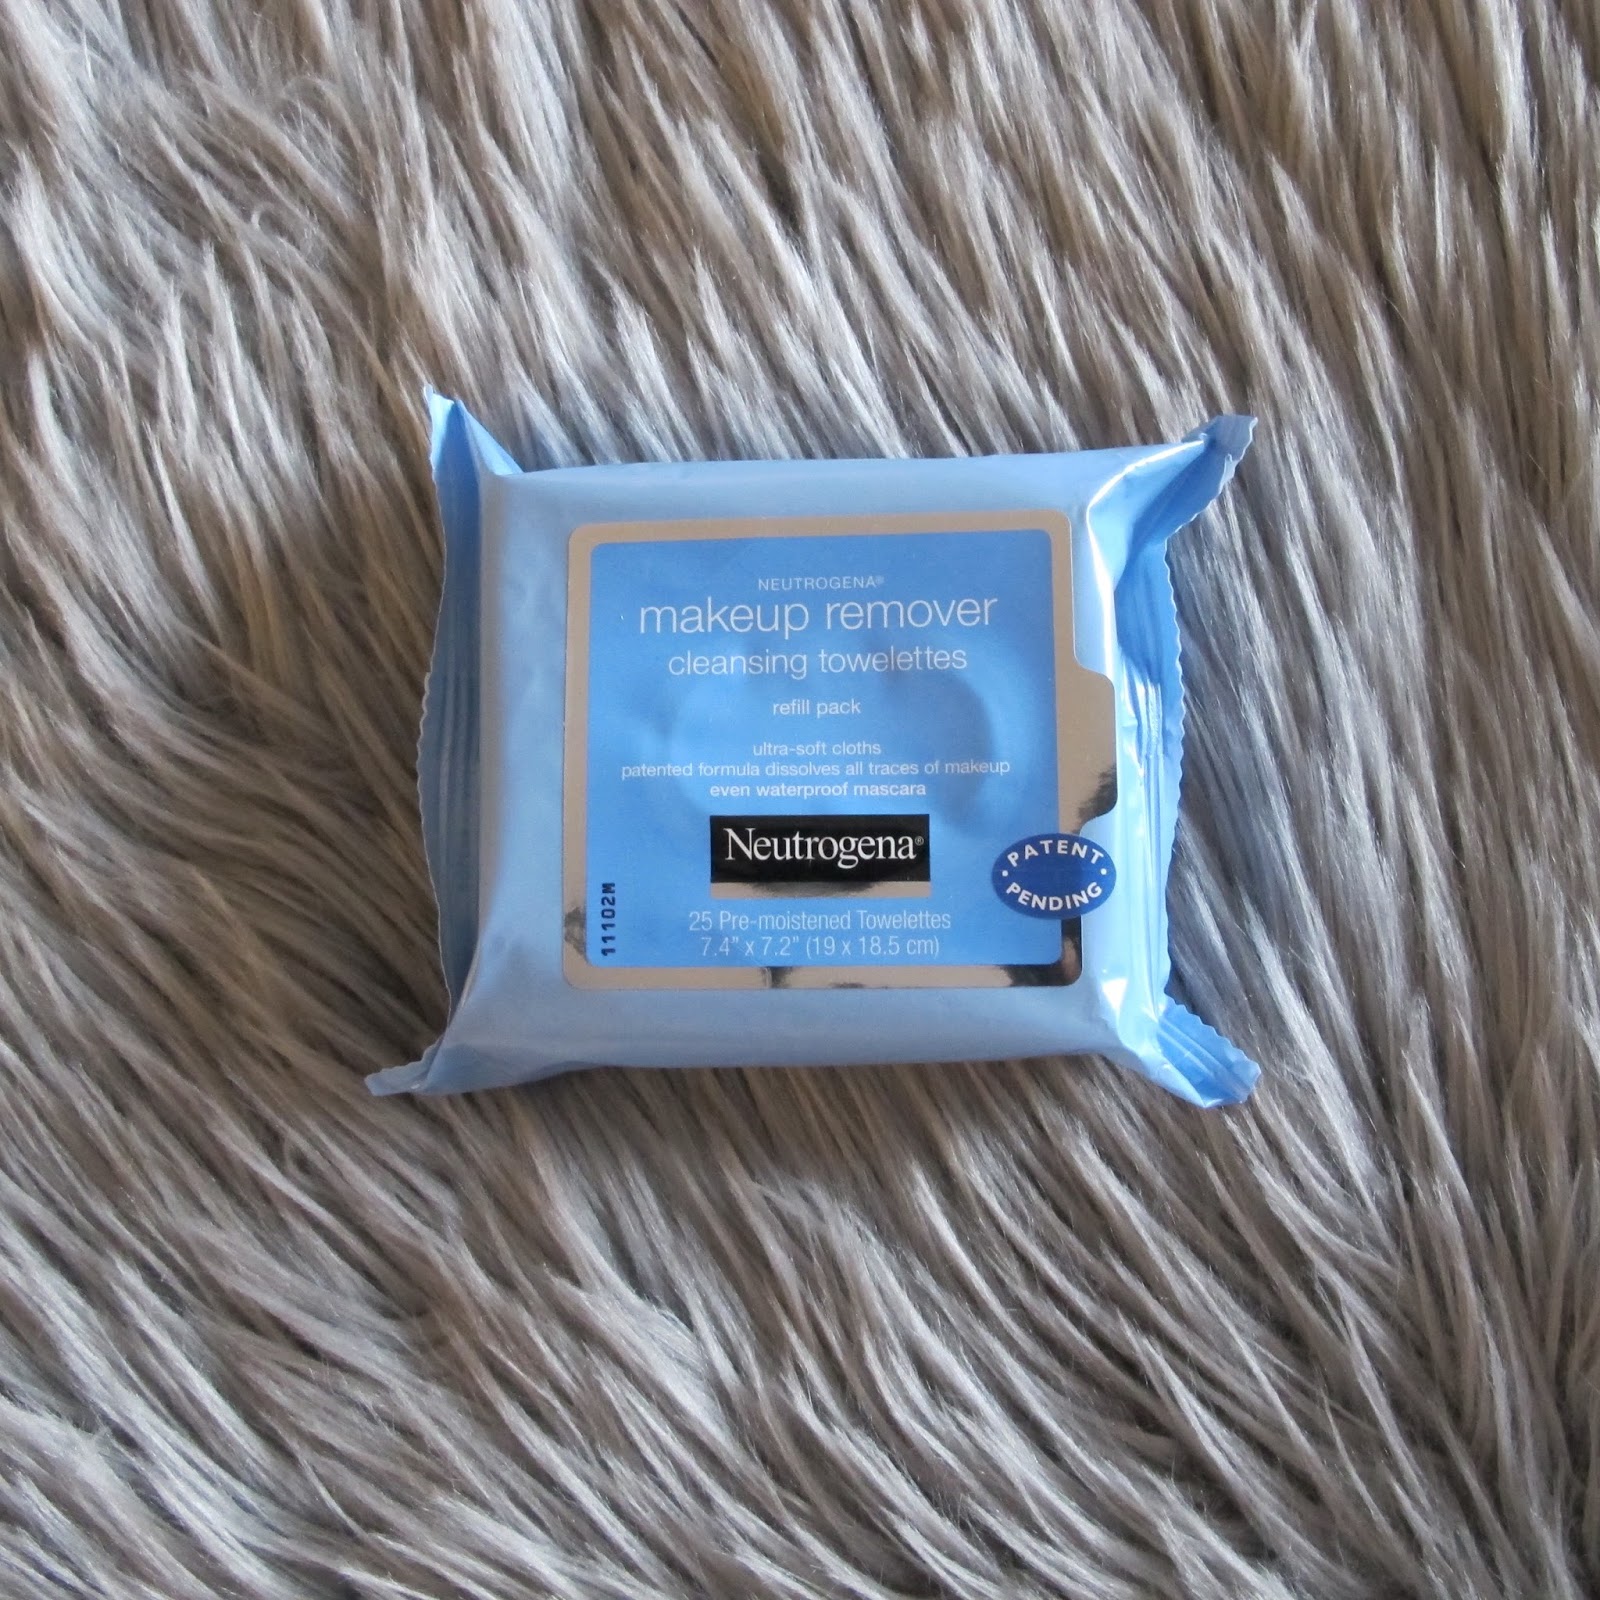 NEUTROGENA®
makeup remover
cleansing towelettes
refill pack
ultra-soft cloths
patented formula dissolves all traces of makeup
even waterproof mascara
Neutrogena®
PATENT
PENDING
25 Pre-moistened Towelettes
7.4" x 7.2" (19 x 18.5 cm)
11102M